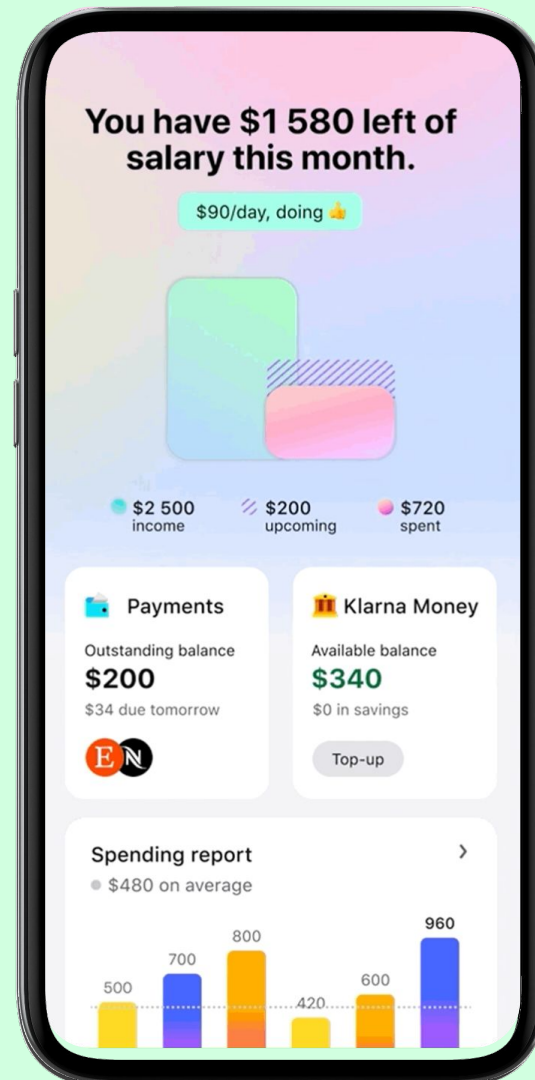 You have $1 580 left of
salary this month.
$90/day, doing 👍
$2 500
income
$200
upcoming
$720
spent
Payments
Outstanding balance
$200
$34 due tomorrow
E N
Klarna Money
Available balance
$340
$0 in savings
Top-up
Spending report
$480 on average
500
700
800
420
600
960